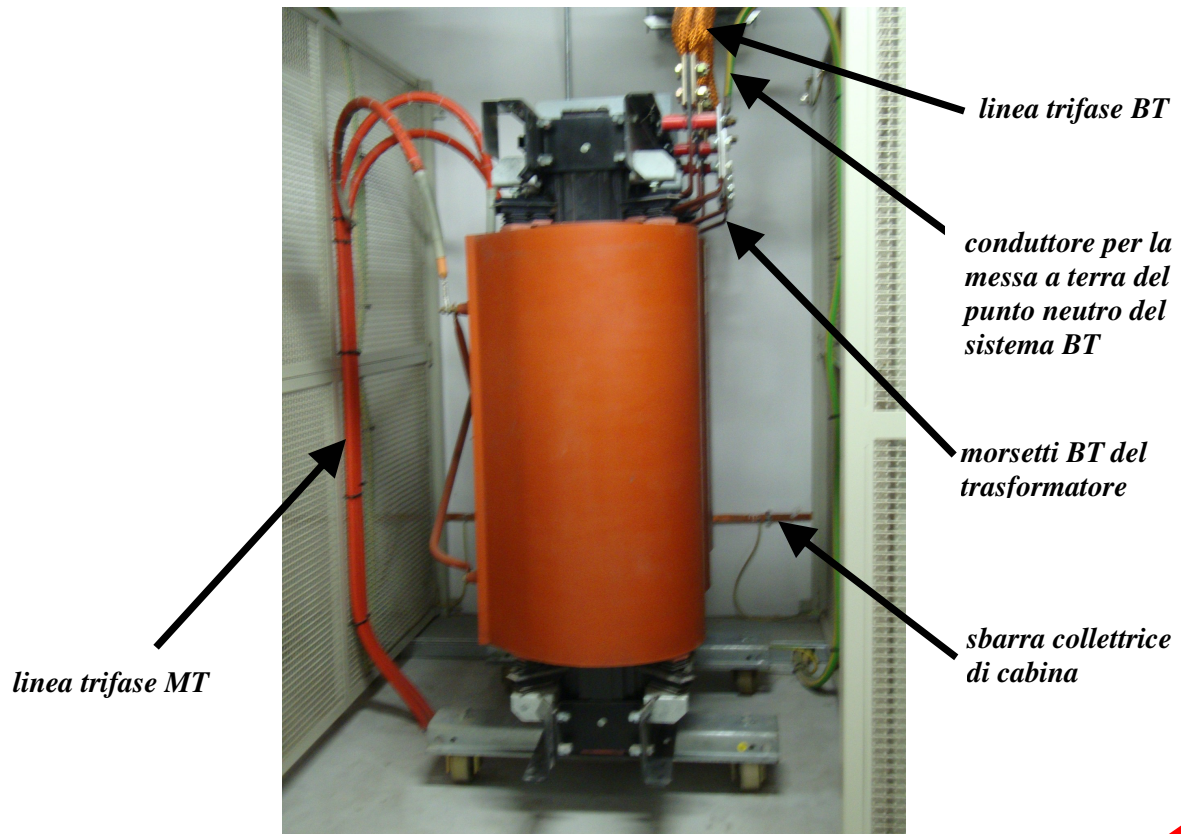 linea trifase BT
conduttore per la
messa a terra del
punto neutro del
sistema BT
morsetti BT del
trasformatore
sbarra collettrice
di cabina
linea trifase MT